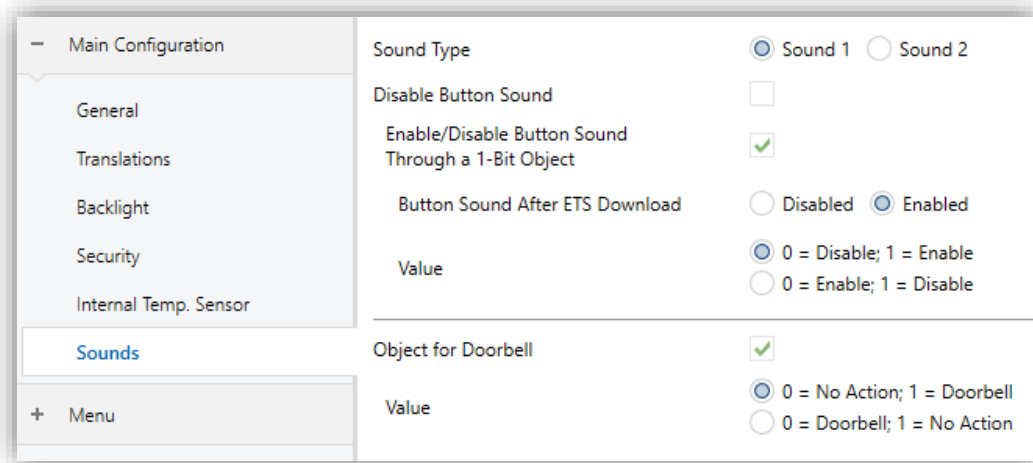 Main Configuration
General
Translations
Backlight
Security
Internal Temp. Sensor
Sounds
Menu
Sound Type
Sound 1
Sound 2
Disable Button Sound
Enable/Disable Button Sound
Through a 1-Bit Object
Button Sound After ETS Download
Disabled
Enabled
Value
0 = Disable; 1 = Enable
0 = Enable; 1 = Disable
Object for Doorbell
Value
0 = No Action; 1 = Doorbell
0 = Doorbell; 1 = No Action